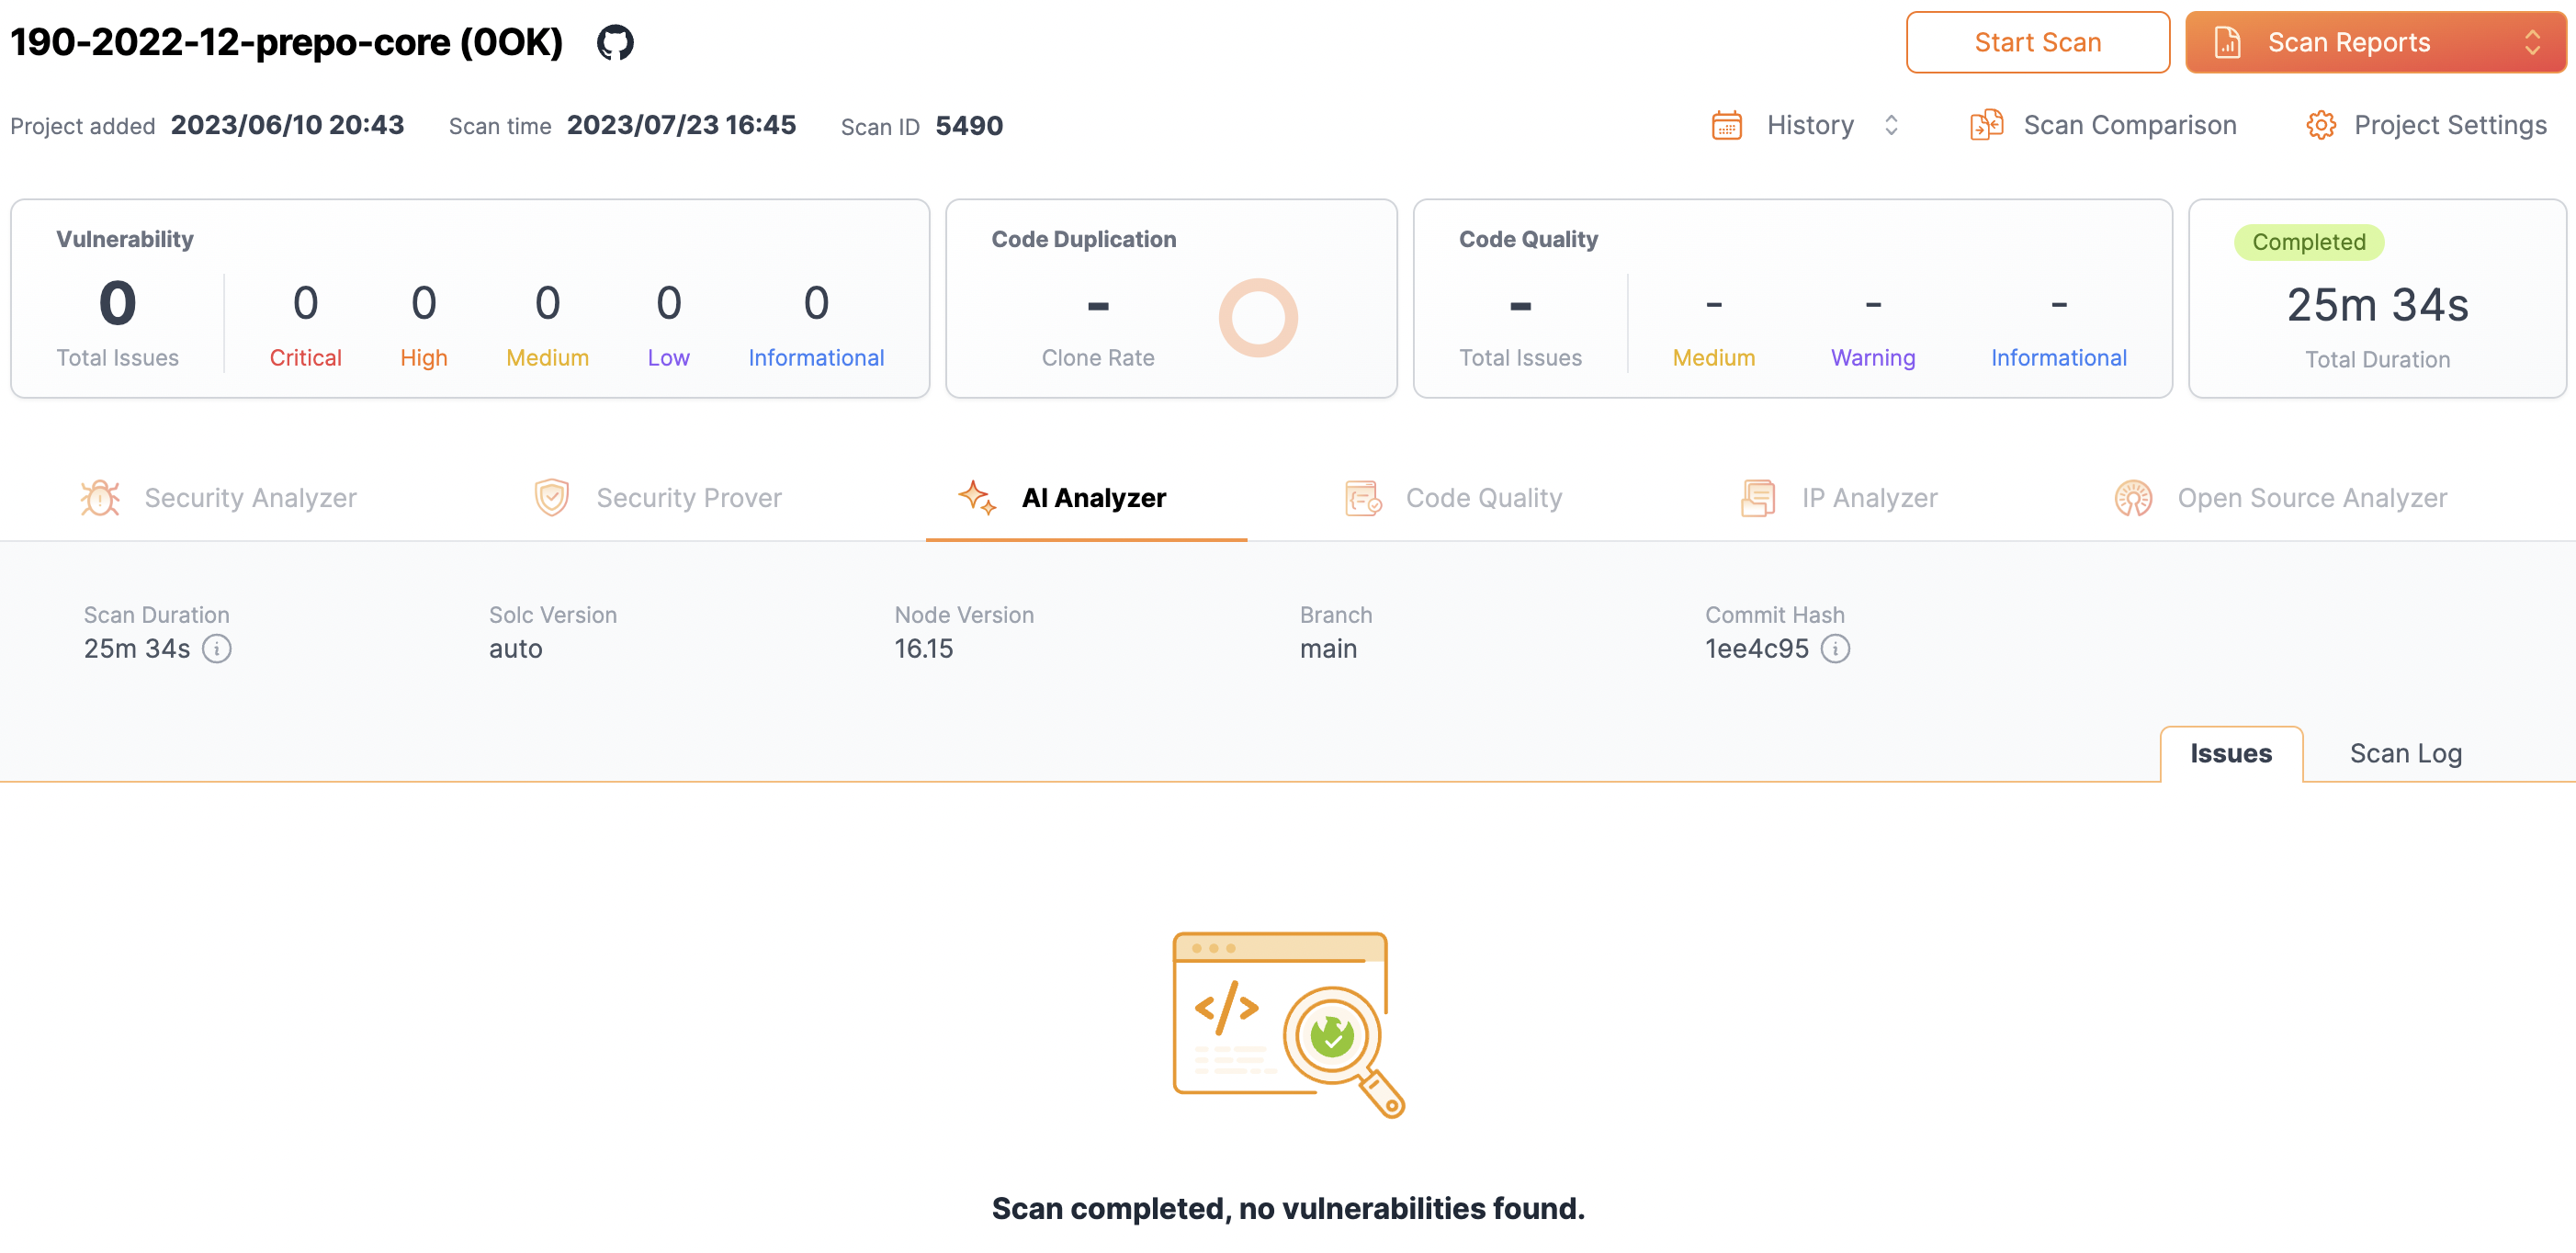 190-2022-12-prepo-core (0OK)
Start Scan
Scan Reports
Project added 2023/06/10 20:43 Scan time 2023/07/23 16:45 Scan ID 5490
History
Scan Comparison
Project Settings
Vulnerability
0 0 0 0 0 0
Total Issues Critical High Medium Low Informational
Code Duplication
-
Clone Rate
Code Quality
- - - -
Total Issues Medium Warning Informational
Completed
25m 34s
Total Duration
Security Analyzer Security Prover AI Analyzer Code Quality IP Analyzer Open Source Analyzer
Scan Duration Solc Version Node Version Branch Commit Hash
25m 34s auto 16.15 main 1ee4c95
Issues Scan Log
</>
Scan completed, no vulnerabilities found.